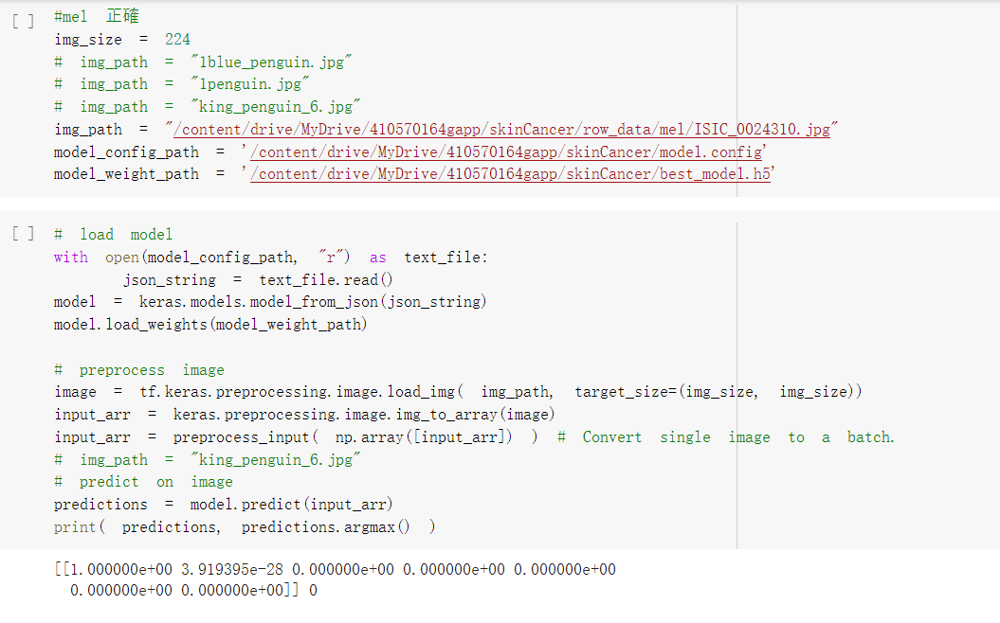 [ ] #mel 正確
img_size = 224
# img_path = "1blue_penguin.jpg"
# img_path = "1penguin.jpg"
# img_path = "king_penguin_6.jpg"
img_path = "/content/drive/MyDrive/410570164gapp/skinCancer/row_data/mel/ISIC_0024310.jpg"
model_config_path = '/content/drive/MyDrive/410570164gapp/skinCancer/model.config'
model_weight_path = '/content/drive/MyDrive/410570164gapp/skinCancer/best_model.h5'
[ ] # load model
with open(model_config_path, "r") as text_file:
json_string = text_file.read()
model = keras.models.model_from_json(json_string)
model.load_weights(model_weight_path)
# preprocess image
image = tf.keras.preprocessing.image.load_img( img_path, target_size=(img_size, img_size))
input_arr = keras.preprocessing.image.img_to_array(image)
input_arr = preprocess_input( np.array([input_arr]) ) # Convert single image to a batch.
# img_path = "king_penguin_6.jpg"
# predict on image
predictions = model.predict(input_arr)
print( predictions, predictions.argmax() )
[[1.000000e+00 3.919395e-28 0.000000e+00 0.000000e+00 0.000000e+00
0.000000e+00 0.000000e+00]] 0